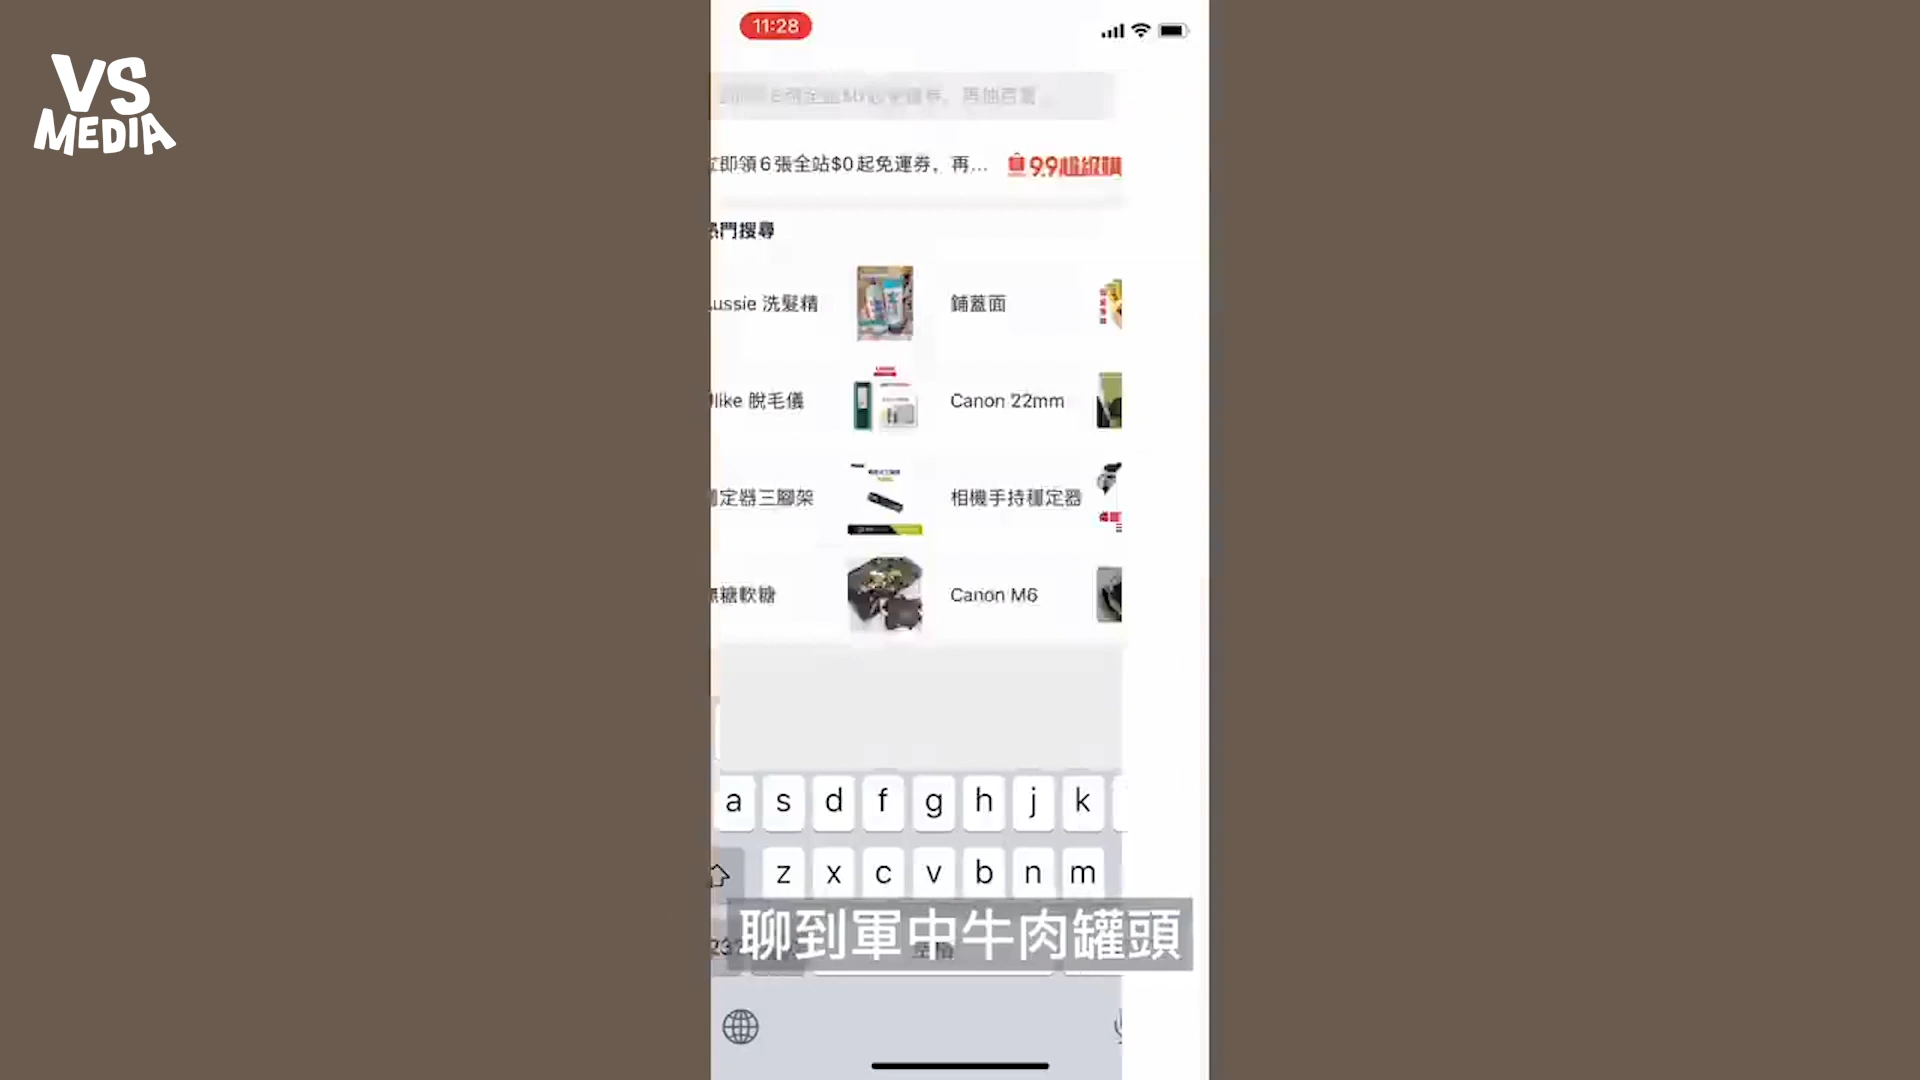 VS
MEDIA
11:28
即領6張全站$0起免運券，再...
9.9超級購
熱門搜尋
ussie 洗髮精
鋪蓋面
like 脫毛儀
Canon 22mm
定器三腳架
相機手持穩定器
糖軟糖
Canon M6
a s d f g h j k
z x c v b n m
聊到軍中牛肉罐頭